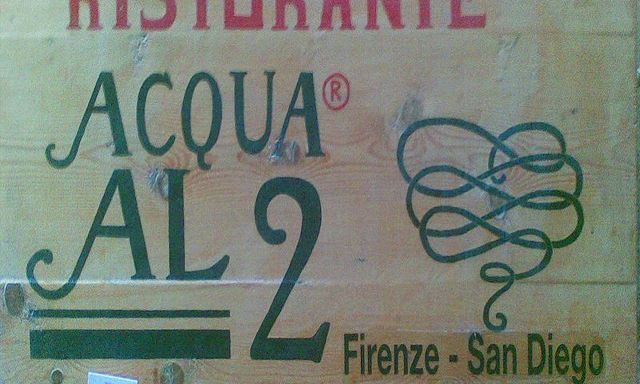 RISTORANTE
ACQUA®
AL 2
Firenze - San Diego